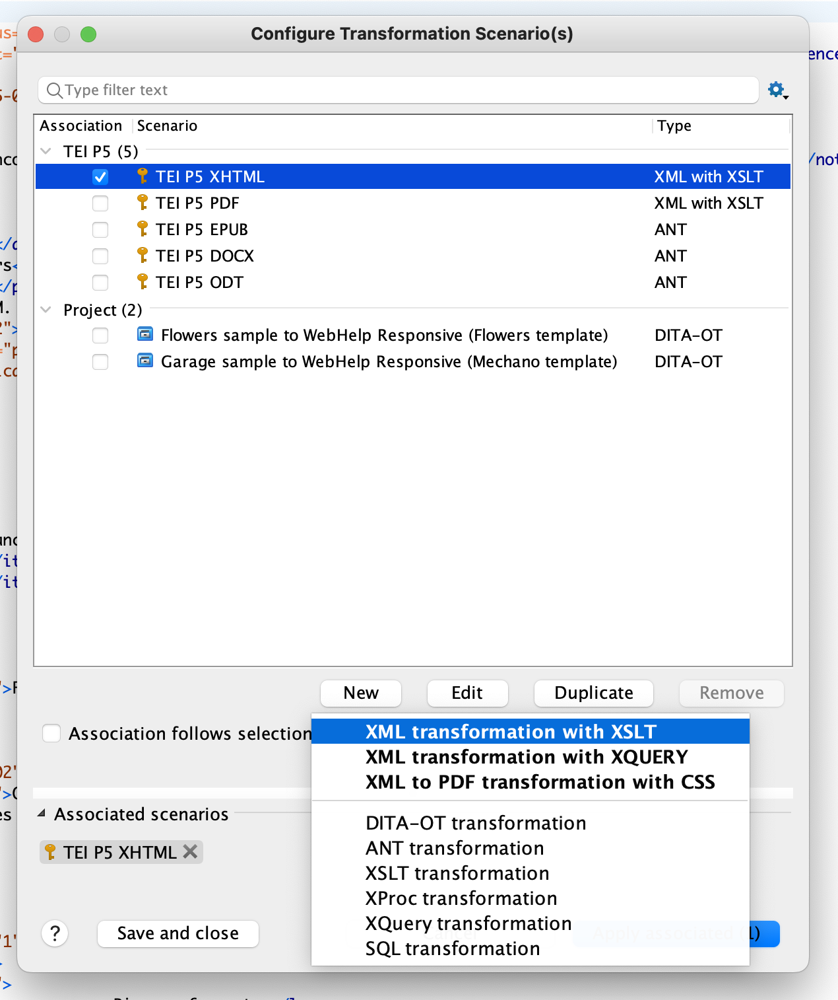 Configure Transformation Scenario(s)
Type filter text
Association Scenario Type
TEI P5 (5)
TEI P5 XHTML XML with XSLT
TEI P5 PDF XML with XSLT
TEI P5 EPUB ANT
TEI P5 DOCX ANT
TEI P5 ODT ANT
Project (2)
Flowers sample to WebHelp Responsive (Flowers template) DITA-OT
Garage sample to WebHelp Responsive (Mechano template) DITA-OT
New Edit Duplicate Remove
Association follows selection
XML transformation with XSLT
XML transformation with XQUERY
XML to PDF transformation with CSS
DITA-OT transformation
ANT transformation
XSLT transformation
XProc transformation
XQuery transformation
SQL transformation
Associated scenarios
TEI P5 XHTML
? Save and close Cancel Apply associated (1)